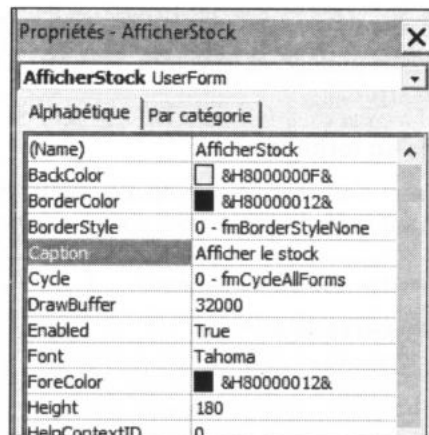 Propriétés - AfficherStock
AfficherStock UserForm
Alphabétique Par catégorie
(Name) AfficherStock
BackColor &H8000000F&
BorderColor &H80000012&
BorderStyle 0 - fmBorderStyleNone
Caption Afficher le stock
Cycle 0 - fmCycleAllForms
DrawBuffer 32000
Enabled True
Font Tahoma
ForeColor &H80000012&
Height 180
HelpContextID 0